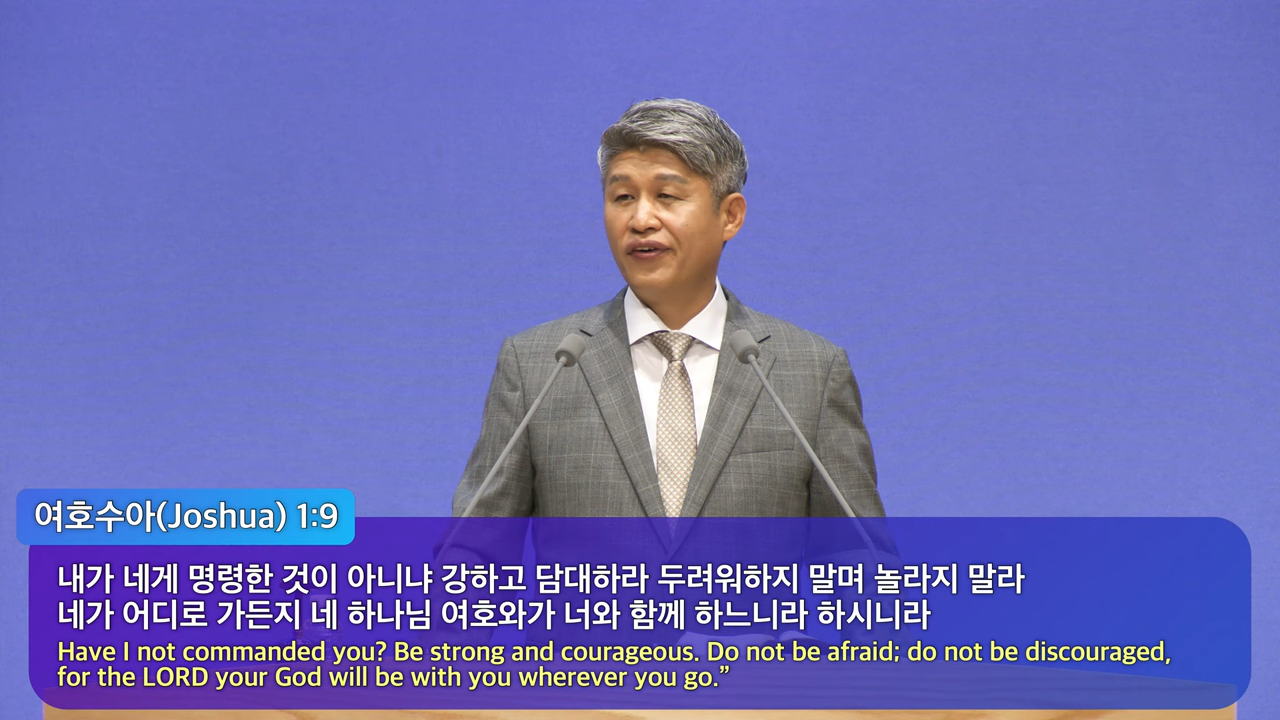 여호수아(Joshua) 1:9
내가 네게 명령한 것이 아니냐 강하고 담대하라 두려워하지 말며 놀라지 말라
네가 어디로 가든지 네 하나님 여호와가 너와 함께 하느니라 하시니라
Have I not commanded you? Be strong and courageous. Do not be afraid; do not be discouraged,
for the LORD your God will be with you wherever you go.”